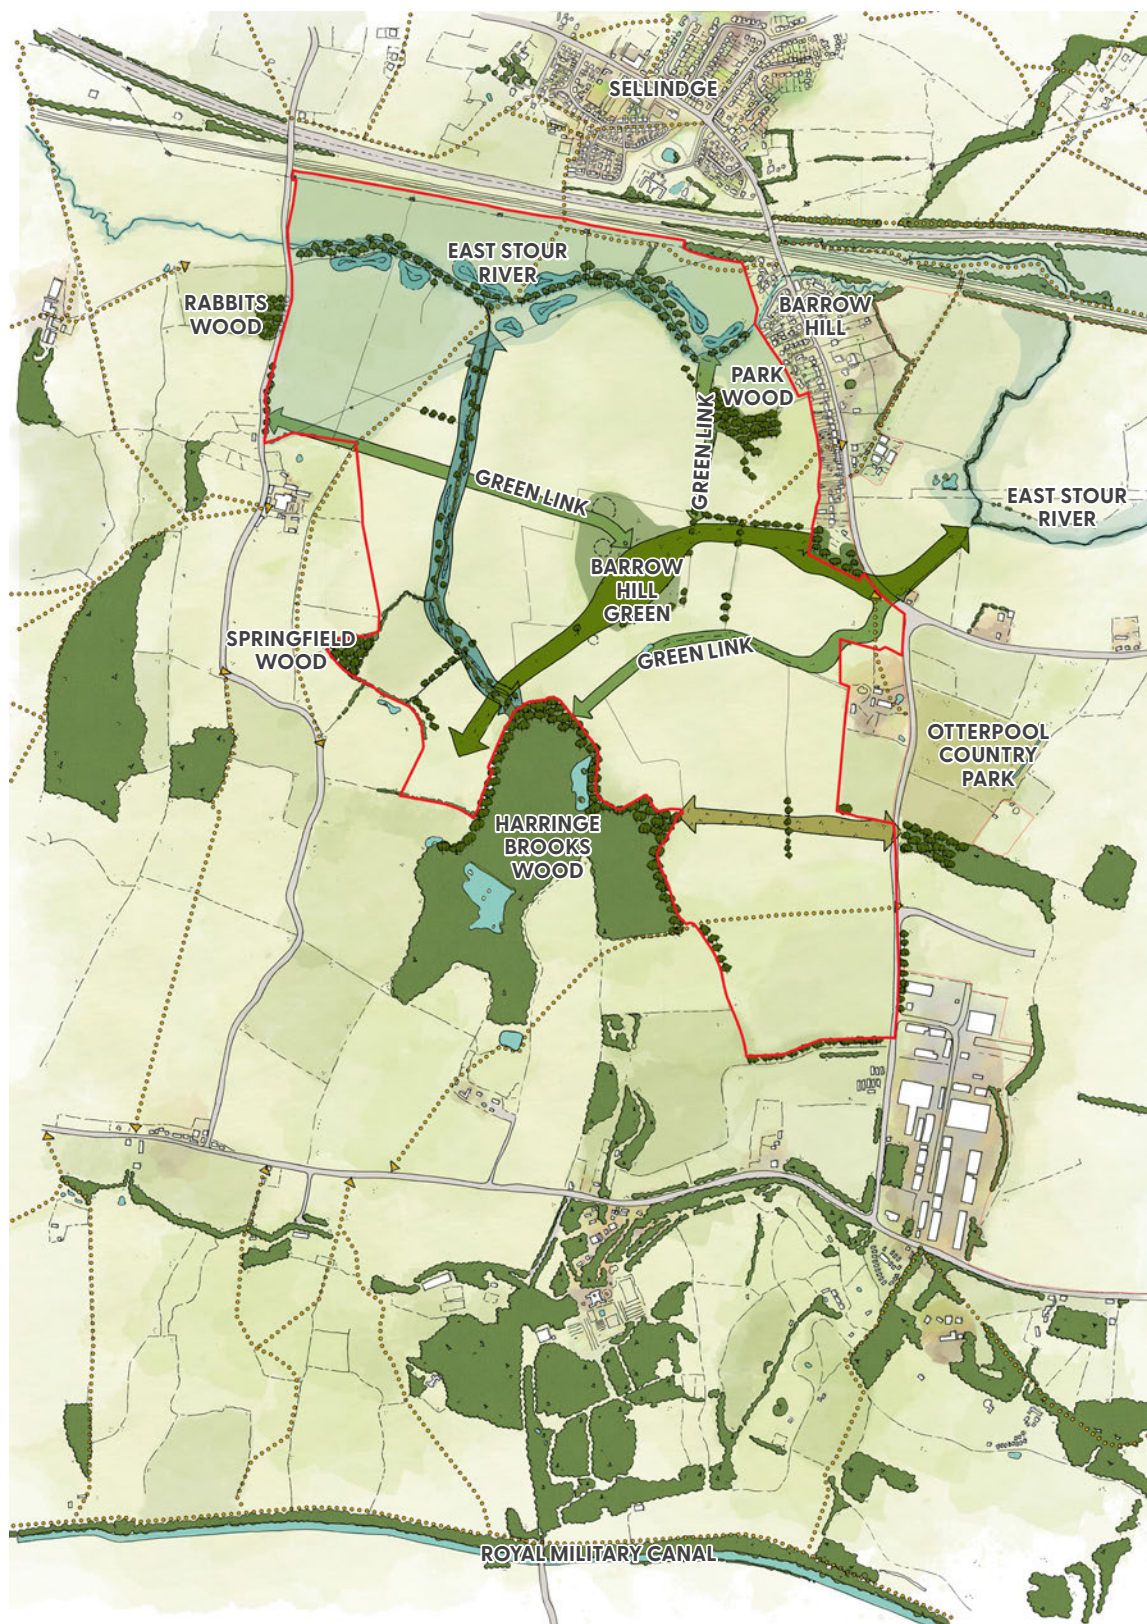 SELLINDGE
EAST STOUR
RIVER
RABBITS
WOOD
BARROW
HILL
PARK
WOOD
GREEN LINK
GREEN LINK
EAST STOUR
RIVER
BARROW
HILL
GREEN
SPRINGFIELD
WOOD
GREEN LINK
OTTERPOOL
COUNTRY
PARK
HARRINGE
BROOKS
WOOD
ROYAL MILITARY CANAL